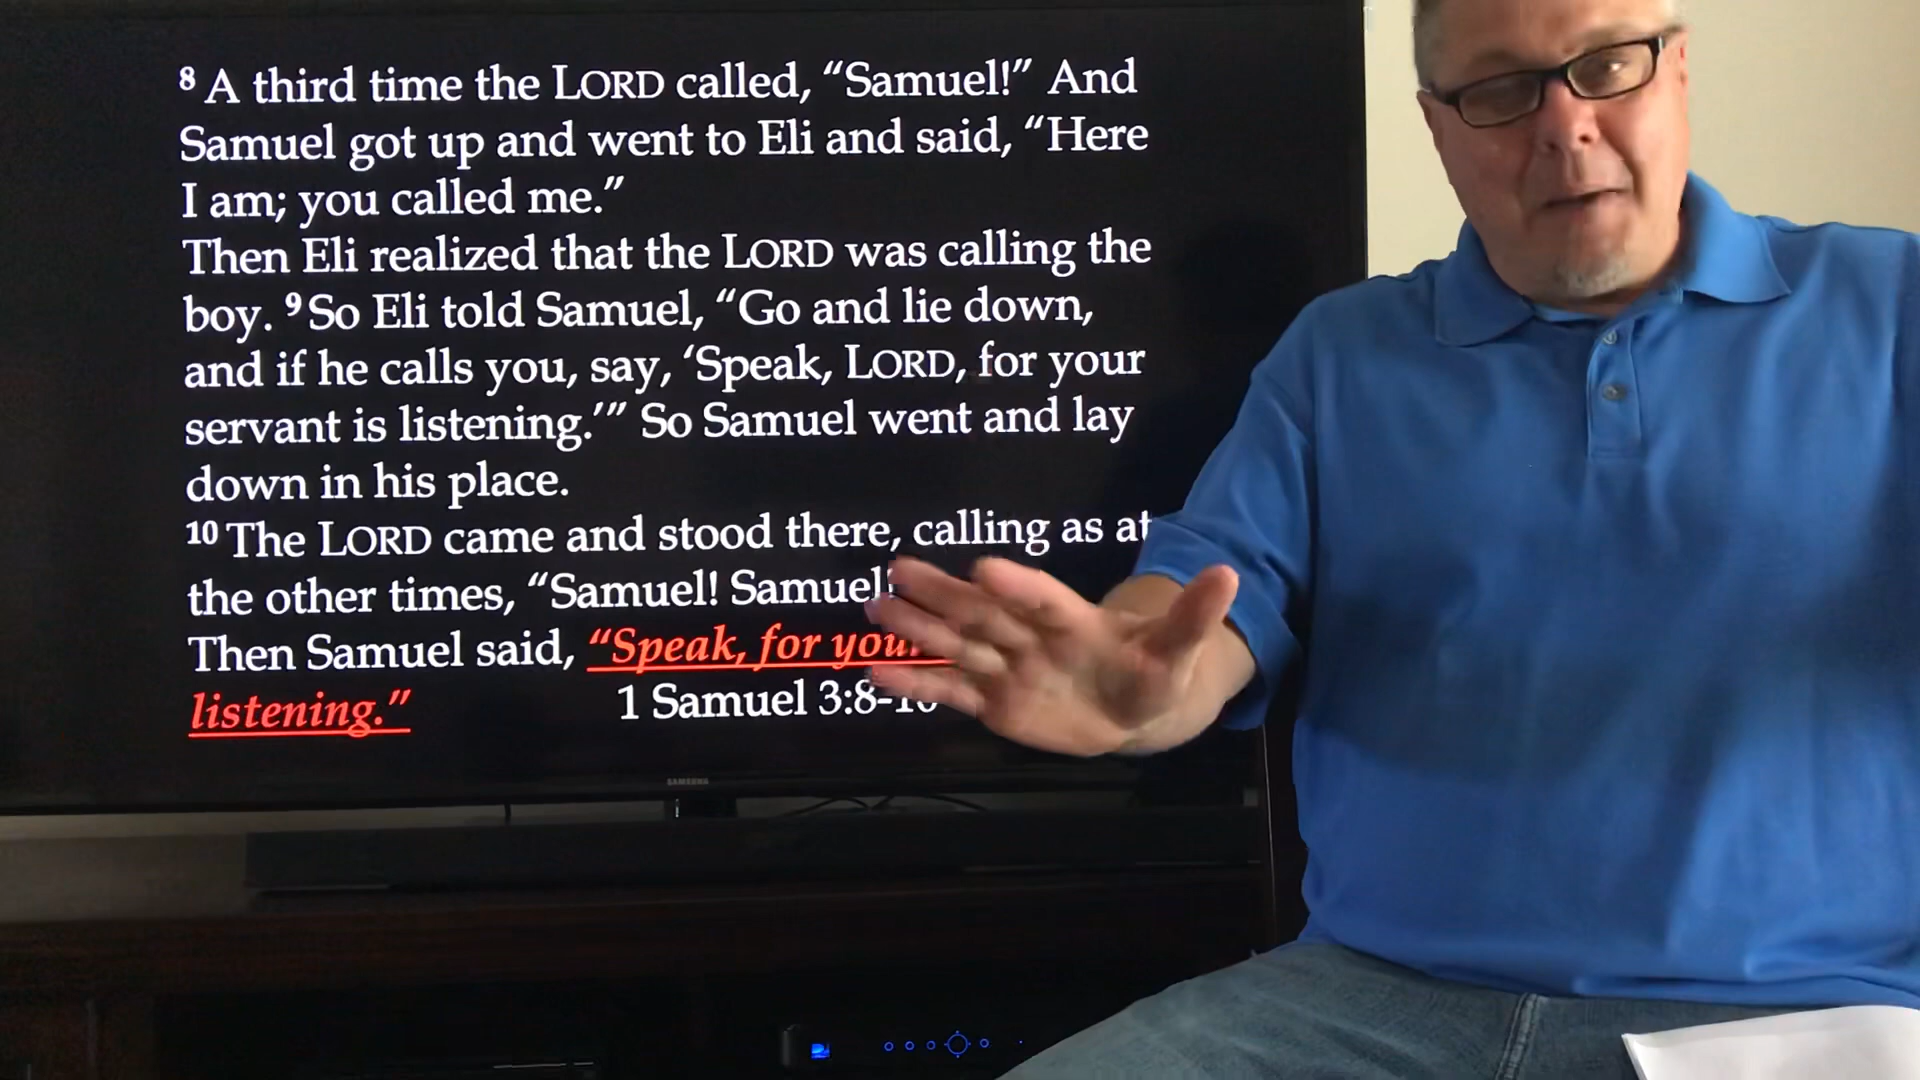 8 A third time the LORD called, “Samuel!” And
Samuel got up and went to Eli and said, “Here
I am; you called me.”
Then Eli realized that the LORD was calling the
boy. 9 So Eli told Samuel, “Go and lie down,
and if he calls you, say, ‘Speak, LORD, for your
servant is listening.’” So Samuel went and lay
down in his place.
10 The LORD came and stood there, calling as at
the other times, “Samuel! Samuel!
Then Samuel said, “Speak, for your
listening.” 1 Samuel 3:8-10
SAMSUNG